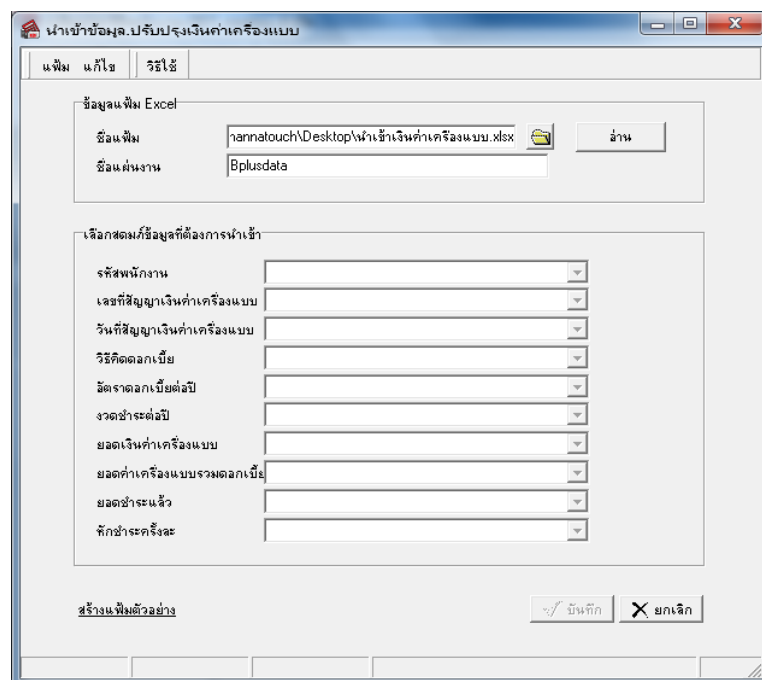 นำเข้าข้อมูล.ปรับปรุงเงินค่าเครื่องแบบ
แฟ้ม แก้ไข วิธีใช้
ข้อมูลแฟ้ม Excel
ชื่อแฟ้ม hannatouch\Desktop\นำเข้าเงินค่าเครื่องแบบ.xlsx อ่าน
ชื่อแผ่นงาน Bplusdata
เลือกสดมภ์ข้อมูลที่ต้องการนำเข้า
รหัสพนักงาน
เลขที่สัญญาเงินค่าเครื่องแบบ
วันที่สัญญาเงินค่าเครื่องแบบ
วิธีคิดดอกเบี้ย
อัตราดอกเบี้ยต่อปี
งวดชำระต่อปี
ยอดเงินค่าเครื่องแบบ
ยอดค่าเครื่องแบบรวมดอกเบี้ย
ยอดชำระแล้ว
หักชำระครั้งละ
สร้างแฟ้มตัวอย่าง บันทึก ยกเลิก